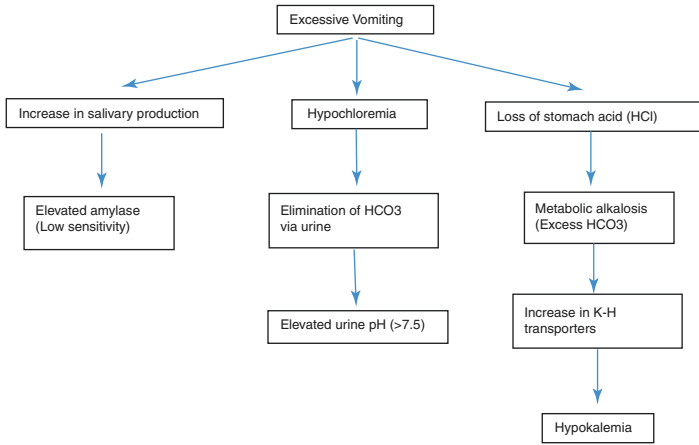 Excessive Vomiting
Increase in salivary production
Hypochloremia
Loss of stomach acid (HCl)
Elevated amylase
(Low sensitivity)
Elimination of HCO3
via urine
Metabolic alkalosis
(Excess HCO3)
Elevated urine pH (>7.5)
Increase in K-H
transporters
Hypokalemia